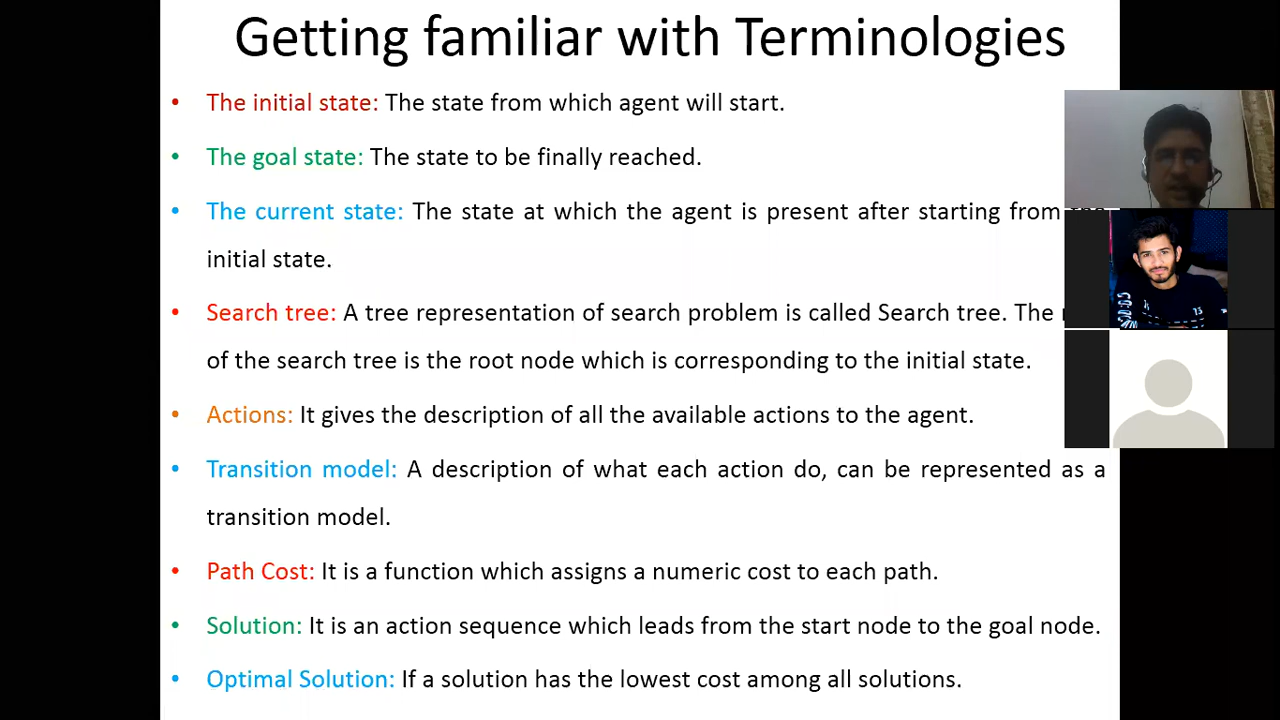 Getting familiar with Terminologies
• The initial state: The state from which agent will start.
• The goal state: The state to be finally reached.
• The current state: The state at which the agent is present after starting from
initial state.
• Search tree: A tree representation of search problem is called Search tree. The
of the search tree is the root node which is corresponding to the initial state.
• Actions: It gives the description of all the available actions to the agent.
• Transition model: A description of what each action do, can be represented as a
transition model.
• Path Cost: It is a function which assigns a numeric cost to each path.
• Solution: It is an action sequence which leads from the start node to the goal node.
• Optimal Solution: If a solution has the lowest cost among all solutions.